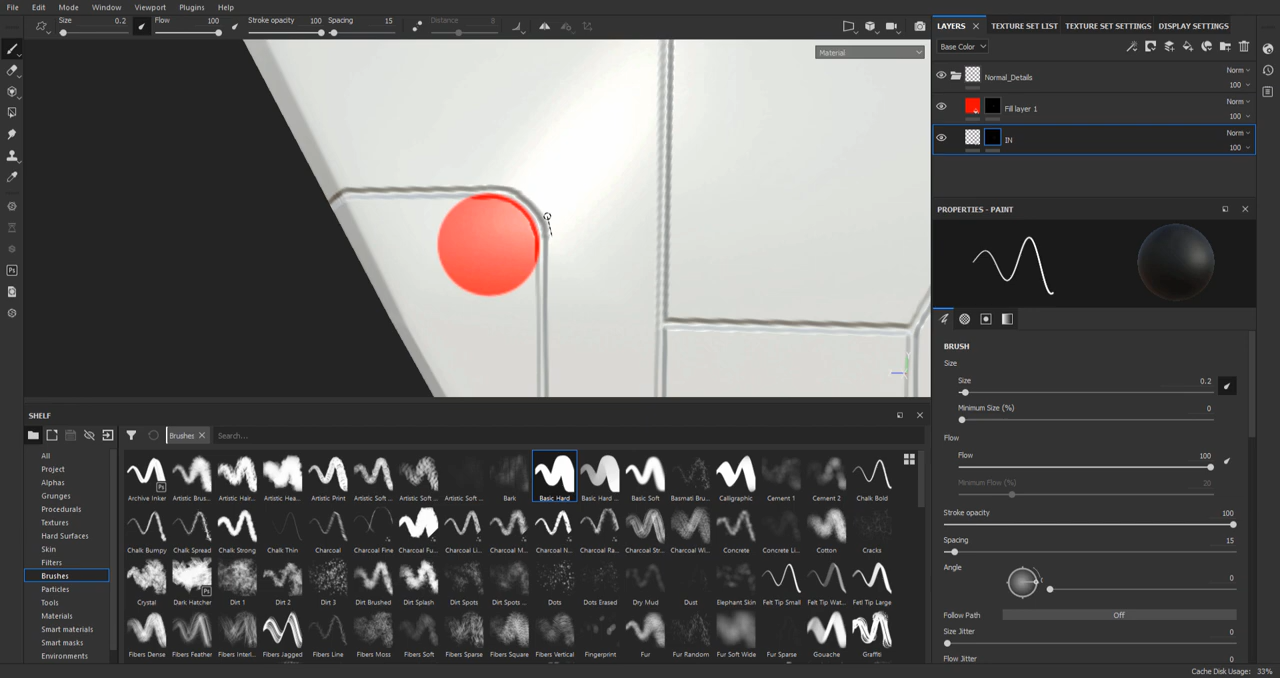 File Edit Mode Window Viewport Plugins Help
Size 0.2 Flow 100 Stroke opacity 100 Spacing 15 Distance 8
Material
LAYERS TEXTURE SET LIST TEXTURE SET SETTINGS DISPLAY SETTINGS
Base Color
Normal_Details Norm
100
Fill layer 1 Norm
100
IN Norm
100
PROPERTIES - PAINT
BRUSH
Size
Size 0.2
Minimum Size (%) 0
Flow
Flow 100
Minimum Flow (%) 20
Stroke opacity 100
Spacing 15
Angle
0
Follow Path Off
Size Jitter 0
Flow Jitter 0
Y
SHELF
Brushes Search...
All
Project
Alphas
Grunges
Procedurals
Textures
Hard Surfaces
Skin
Filters
Brushes
Particles
Tools
Materials
Smart materials
Smart masks
Environments
Archive Inker Artistic Brus... Artistic Hair... Artistic Hea... Artistic Print Artistic Soft ... Artistic Soft ... Artistic Soft ... Bark Basic Hard Basic Hard ... Basic Soft Basmati Bru... Calligraphic Cement 1 Cement 2 Chalk Bold
Chalk Bumpy Chalk Spread Chalk Strong Chalk Thin Charcoal Charcoal Fine Charcoal Fu... Charcoal Li... Charcoal M... Charcoal N... Charcoal Ra... Charcoal Str... Charcoal Wi... Concrete Concrete Li... Cotton Cracks
Crystal Dark Hatcher Dirt 1 Dirt 2 Dirt 3 Dirt Brushed Dirt Splash Dirt Spots Dirt Spots ... Dots Dots Erased Dry Mud Dust Elephant Skin Felt Tip Small Felt Tip Wat... Felt Tip Large
Fibers Dense Fibers Feather Fibers Interl... Fibers Jagged Fibers Line Fibers Moss Fibers Soft Fibers Sparse Fibers Square Fibers Vertical Fingerprint Fur Fur Random Fur Soft Wide Fur Sparse Gouache Graffiti
Ps
Cache Disk Usage: 33%